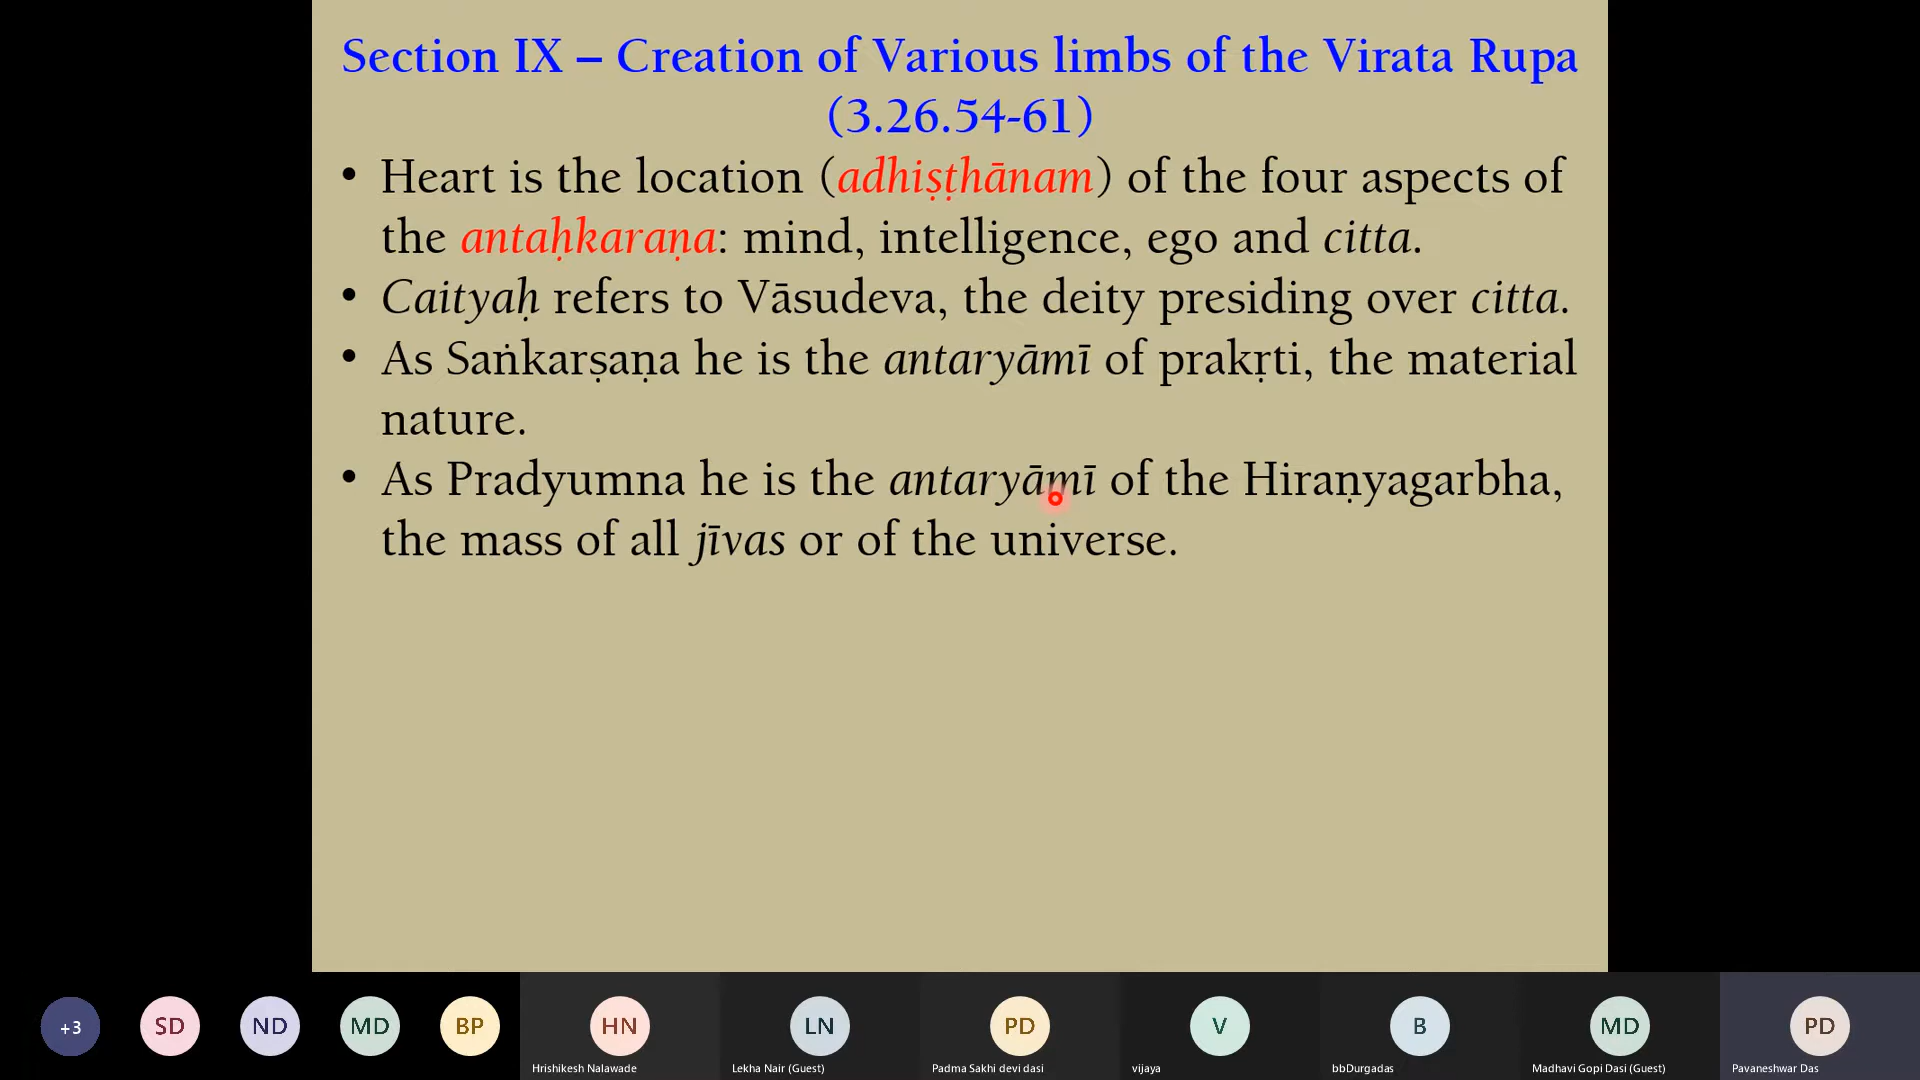 Section IX – Creation of Various limbs of the Virata Rupa
(3.26.54-61)
• Heart is the location (adhiṣṭhānam) of the four aspects of
the antaḥkaraṇa: mind, intelligence, ego and citta.
• Caityaḥ refers to Vāsudeva, the deity presiding over citta.
• As Saṅkarṣaṇa he is the antaryāmī of prakṛti, the material
nature.
• As Pradyumna he is the antaryāmī of the Hiraṇyagarbha,
the mass of all jīvas or of the universe.
+3 SD ND MD BP HN LN PD V B MD PD
Hrishikesh Nalawade Lekha Nair (Guest) Padma Sakhi devi dasi vijaya bbDurgadas Madhavi Gopi Dasi (Guest) Pavaneshwar Das